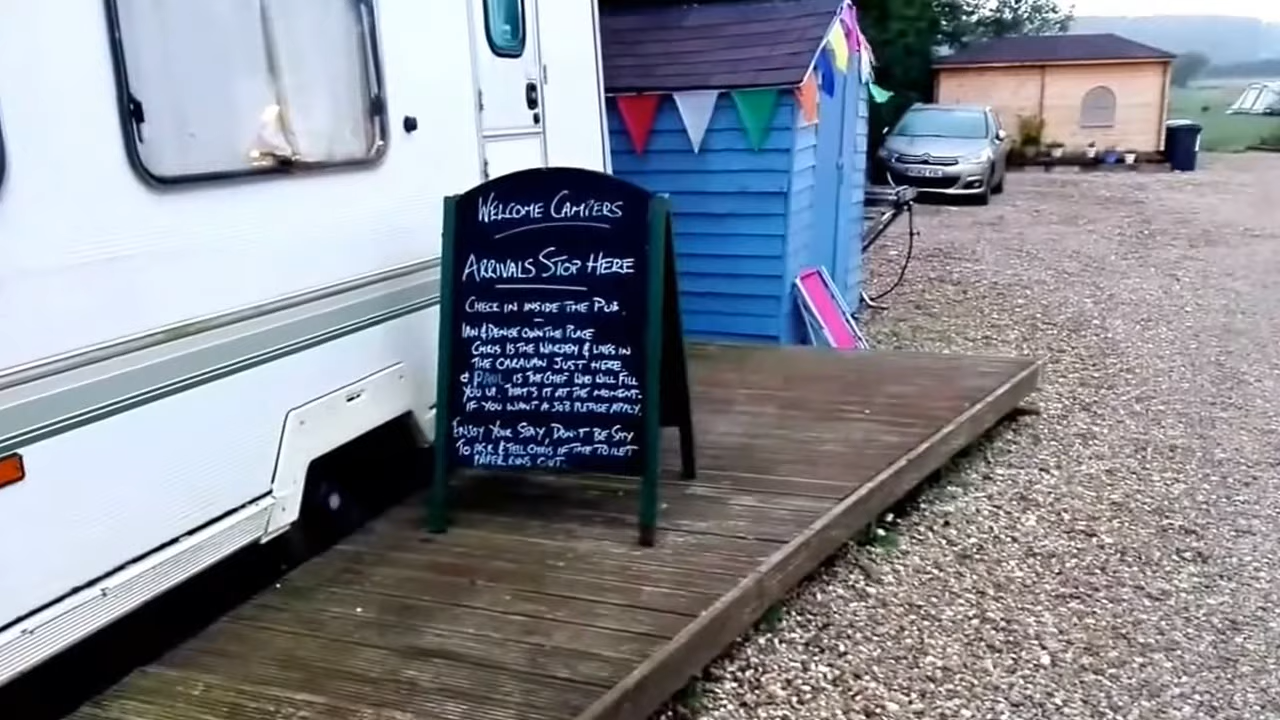 WELCOME CAMPERS
ARRIVALS STOP HERE
CHECK IN INSIDE THE PUB.
IAN & DENISE OWN THE PLACE
CHRIS IS THE WARDEN & LIVES IN
THE CARAVAN JUST HERE.
& PAUL IS THE CHEF WHO WILL FILL
YOU UP. THAT'S IT AT THE MOMENT.
IF YOU WANT A JOB PLEASE APPLY.
ENJOY YOUR STAY, DON'T BE SHY
TO ASK & TELL CHRIS IF THE TOILET
PAPER RUNS OUT.